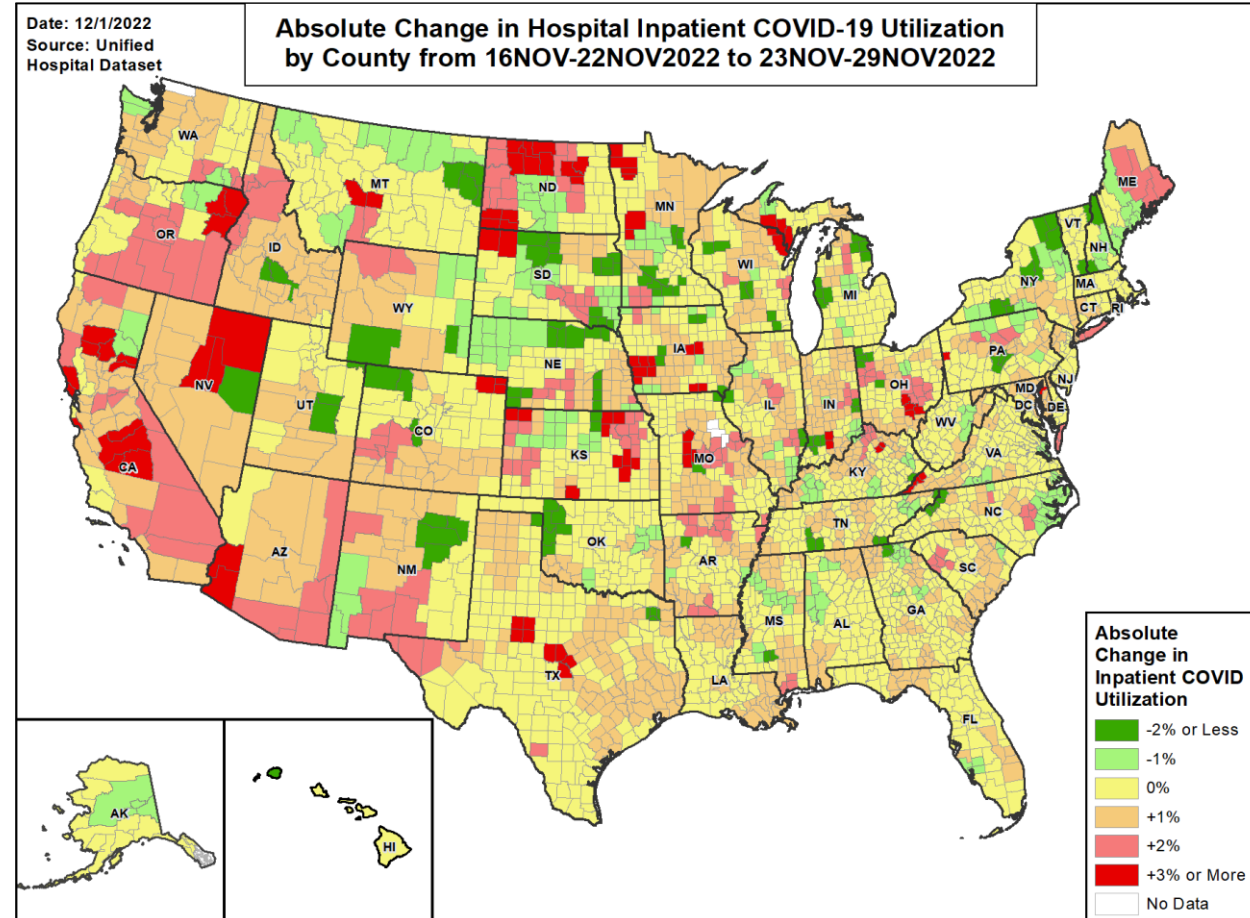 Date: 12/1/2022
Source: Unified
Hospital Dataset
Absolute Change in Hospital Inpatient COVID-19 Utilization
by County from 16NOV-22NOV2022 to 23NOV-29NOV2022
WA
MT
ND
MN
ME
OR
ID
WY
SD
WI
MI
VT
NH
NY
MA
CT
RI
NV
UT
CO
NE
IA
IL
IN
OH
PA
NJ
MD
DC
DE
WV
VA
CA
KS
MO
KY
AZ
NM
OK
AR
TN
NC
SC
TX
LA
MS
AL
GA
FL
AK
HI
Absolute
Change in
Inpatient COVID
Utilization
-2% or Less
-1%
0%
+1%
+2%
+3% or More
No Data